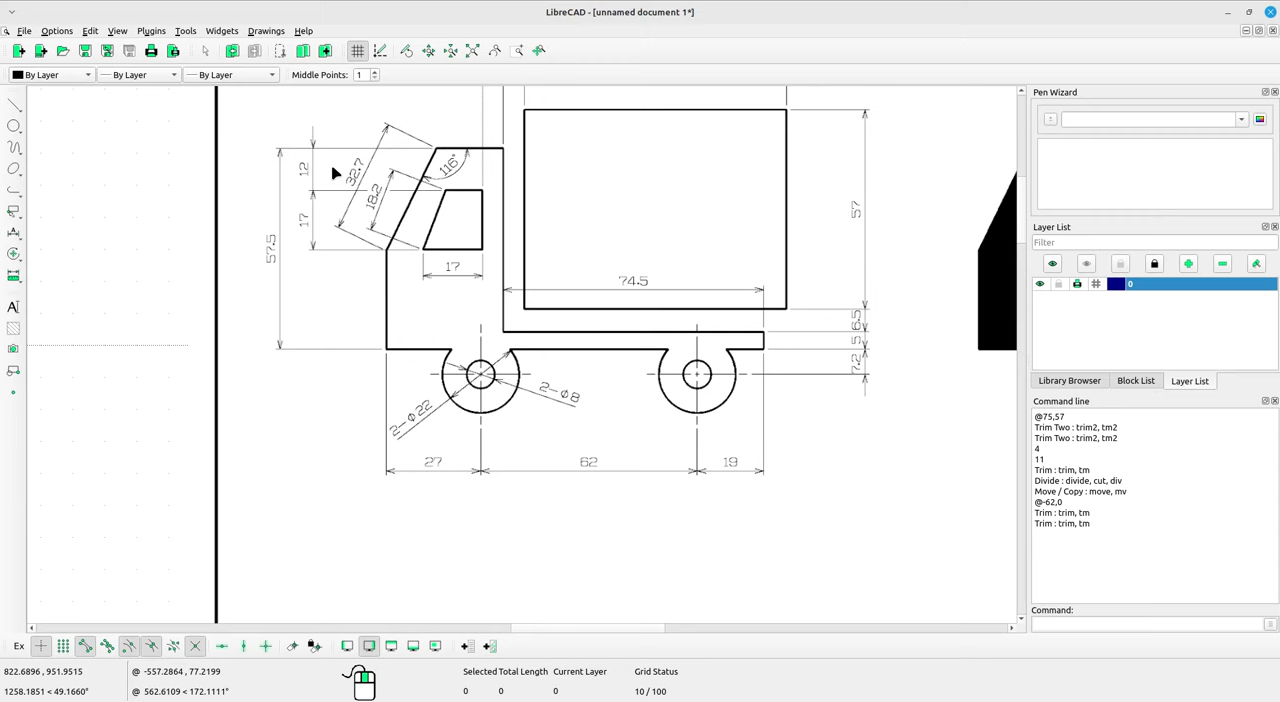 LibreCAD - [unnamed document 1*]
File Options Edit View Plugins Tools Widgets Drawings Help
By Layer By Layer By Layer Middle Points: 1
Pen Wizard
Layer List
Filter
0
Library Browser Block List Layer List
Command line
@75,57
Trim Two : trim2, tm2
Trim Two : trim2, tm2
4
11
Trim : trim, tm
Divide : divide, cut, div
Move / Copy : move, mv
@-62,0
Trim : trim, tm
Trim : trim, tm
Command:
12
32.7
116°
18.2
17
57.5
17
74.5
57
6.5
5
7.2
2-ϕ8
2-ϕ22
27
62
19
A
Ex
822.6896 , 951.9515
1258.1851 < 49.1660°
@ -557.2864 , 77.2199
@ 562.6109 < 172.1111°
Selected Total Length Current Layer Grid Status
0 0 0 10 / 100